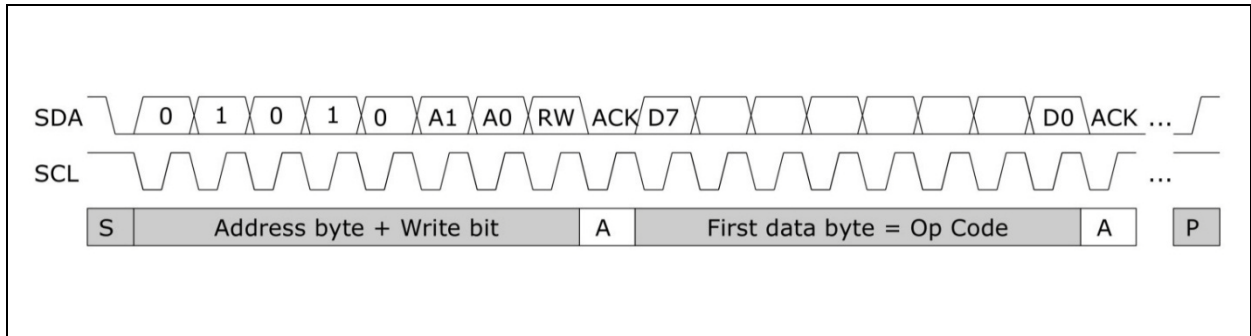 SDA 0 1 0 1 0 A1 A0 RW ACK D7 D0 ACK ...
SCL ...
S Address byte + Write bit A First data byte = Op Code A P